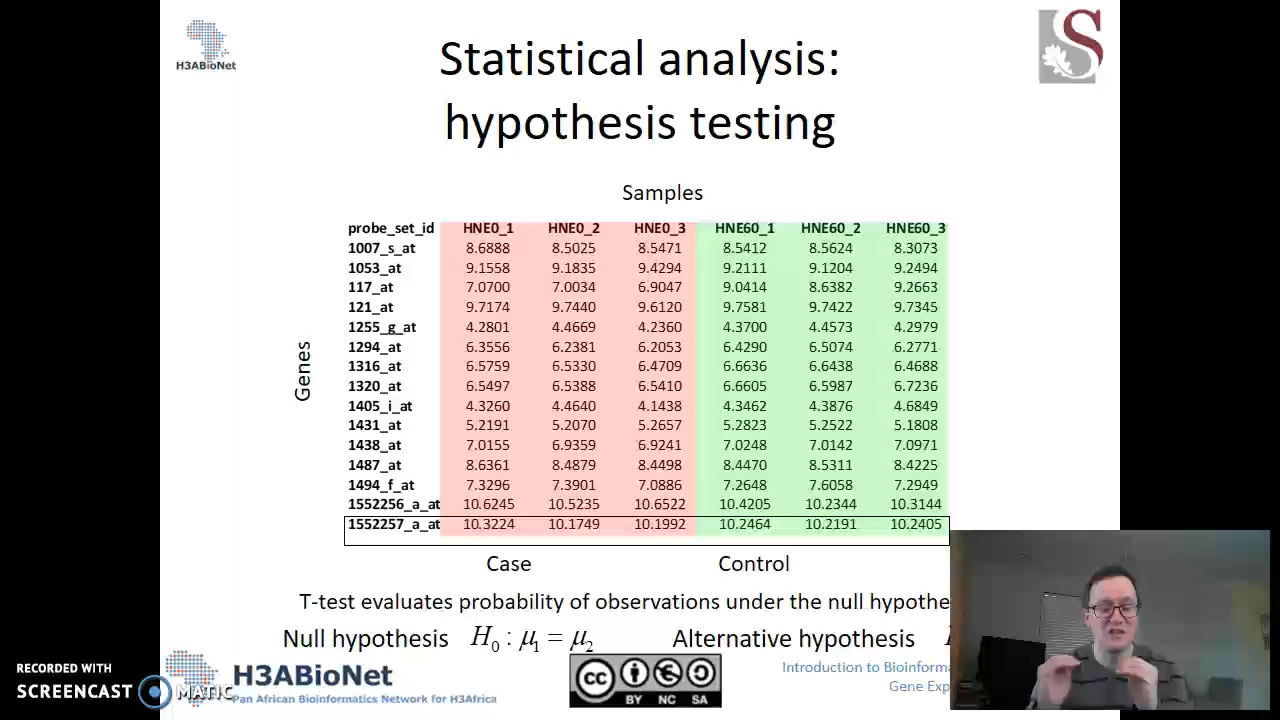 H3ABioNet
S
Statistical analysis:
hypothesis testing
Samples
probe_set_id HNE0_1 HNE0_2 HNE0_3 HNE60_1 HNE60_2 HNE60_3
1007_s_at 8.6888 8.5025 8.5471 8.5412 8.5624 8.3073
1053_at 9.1558 9.1835 9.4294 9.2111 9.1204 9.2494
117_at 7.0700 7.0034 6.9047 9.0414 8.6382 9.2663
121_at 9.7174 9.7440 9.6120 9.7581 9.7422 9.7345
1255_g_at 4.2801 4.4669 4.2360 4.3700 4.4573 4.2979
1294_at 6.3556 6.2381 6.2053 6.4290 6.5074 6.2771
1316_at 6.5759 6.5330 6.4709 6.6636 6.6438 6.4688
1320_at 6.5497 6.5388 6.5410 6.6605 6.5987 6.7236
1405_i_at 4.3260 4.4640 4.1438 4.3462 4.3876 4.6849
1431_at 5.2191 5.2070 5.2657 5.2823 5.2522 5.1808
1438_at 7.0155 6.9359 6.9241 7.0248 7.0142 7.0971
1487_at 8.6361 8.4879 8.4498 8.4470 8.5311 8.4225
1494_f_at 7.3296 7.3901 7.0886 7.2648 7.6058 7.2949
1552256_a_at 10.6245 10.5235 10.6522 10.4205 10.2344 10.3144
1552257_a_at 10.3224 10.1749 10.1992 10.2464 10.2191 10.2405
Genes
Case Control
T-test evaluates probability of observations under the null hypothe
Null hypothesis H₀ : μ₁ = μ₂ Alternative hypothesis
H3ABioNet
Pan African Bioinformatics Network for H3Africa
cc BY NC SA
Introduction to Bioinforma
Gene Exp
RECORDED WITH
SCREENCAST MATIC